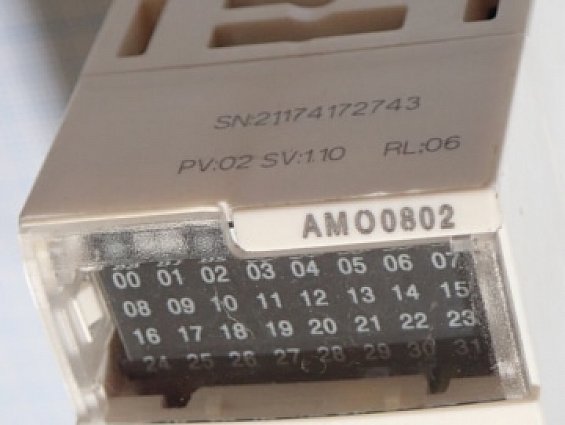 SN:21174172743
PV:02 SV:1.10 RL:06
AMO0802
00 01 02 03 04 05 06 07
08 09 10 11 12 13 14 15
16 17 18 19 20 21 22 23
24 25 26 27 28 29 30 31